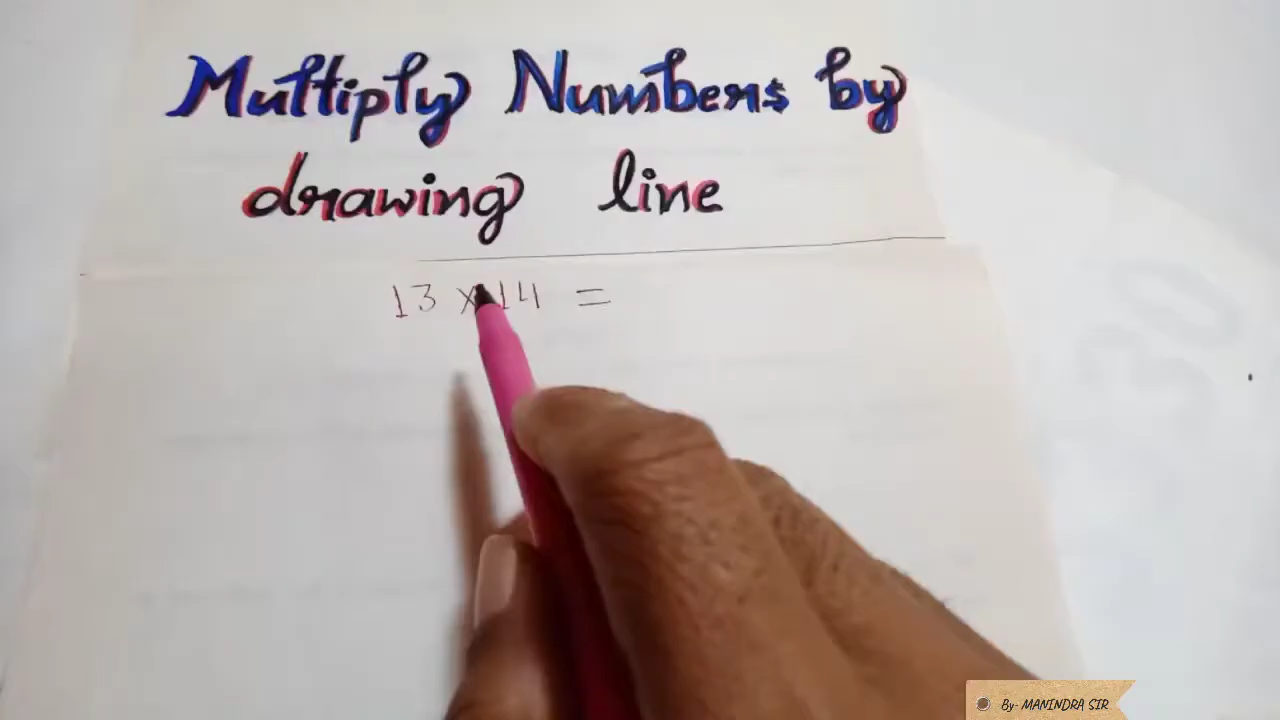 Multiply Numbers by
drawing line
13 × 14 =
By- MANINDRA SIR